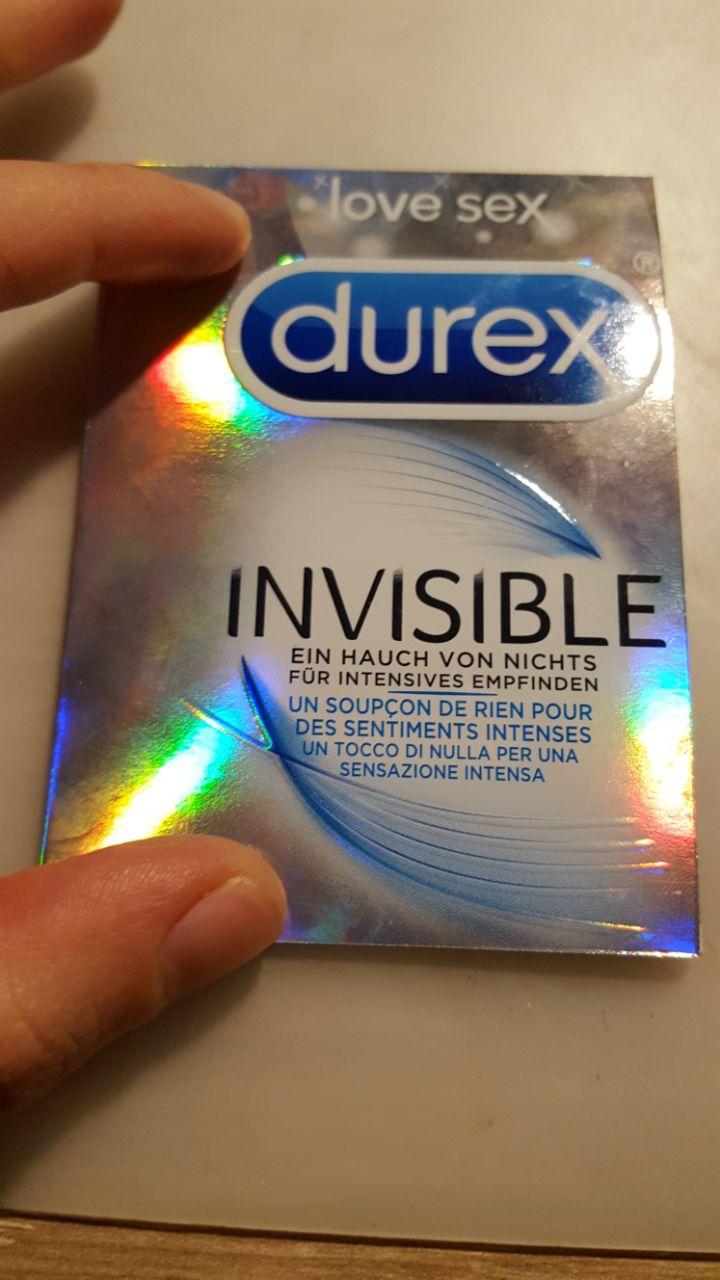 love sex
durex®
INVISIBLE
EIN HAUCH VON NICHTS
FÜR INTENSIVES EMPFINDEN
UN SOUPÇON DE RIEN POUR
DES SENTIMENTS INTENSES
UN TOCCO DI NULLA PER UNA
SENSAZIONE INTENSA